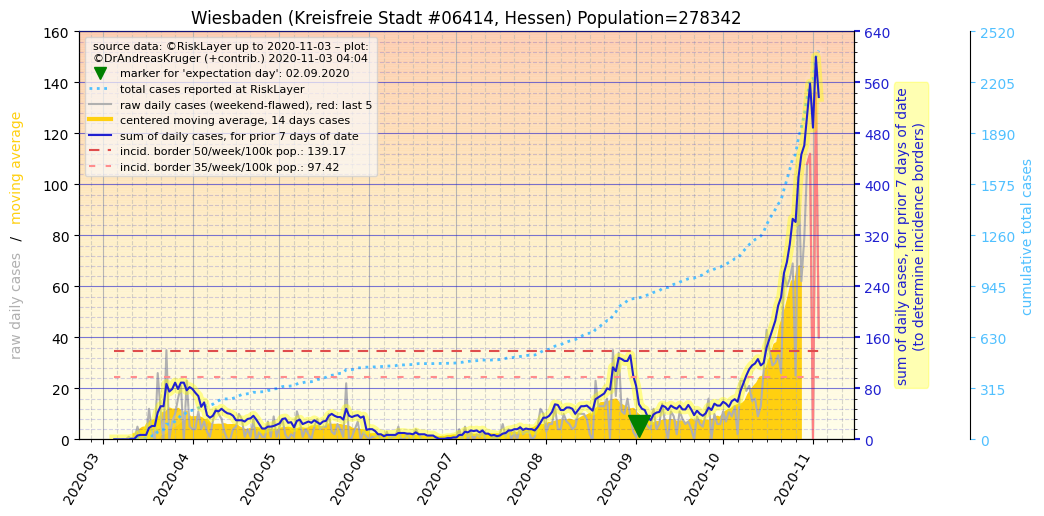 Wiesbaden (Kreisfreie Stadt #06414, Hessen) Population=278342
source data: ©RiskLayer up to 2020-11-03 – plot:
©DrAndreasKruger (+contrib.) 2020-11-03 04:04
marker for 'expectation day': 02.09.2020
total cases reported at RiskLayer
raw daily cases (weekend-flawed), red: last 5
centered moving average, 14 days cases
sum of daily cases, for prior 7 days of date
incid. border 50/week/100k pop.: 139.17
incid. border 35/week/100k pop.: 97.42
raw daily cases / moving average
160
140
120
100
80
60
40
20
0
2020-03
2020-04
2020-05
2020-06
2020-07
2020-08
2020-09
2020-10
2020-11
640
560
480
400
320
240
160
80
0
sum of daily cases, for prior 7 days of date
(to determine incidence borders)
2520
2205
1890
1575
1260
945
630
315
0
cumulative total cases